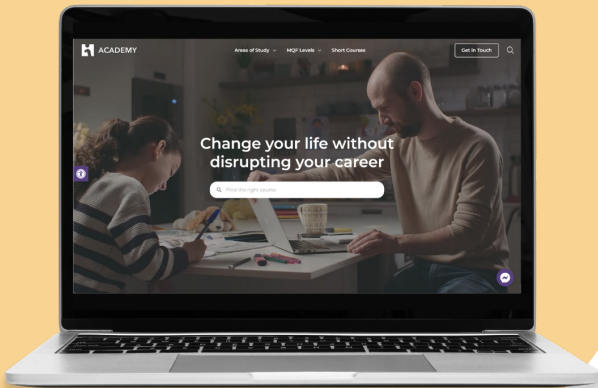 ACADEMY
Areas of Study
MQF Levels
Short Courses
Get In Touch
Change your life without
disrupting your career
Find the right course